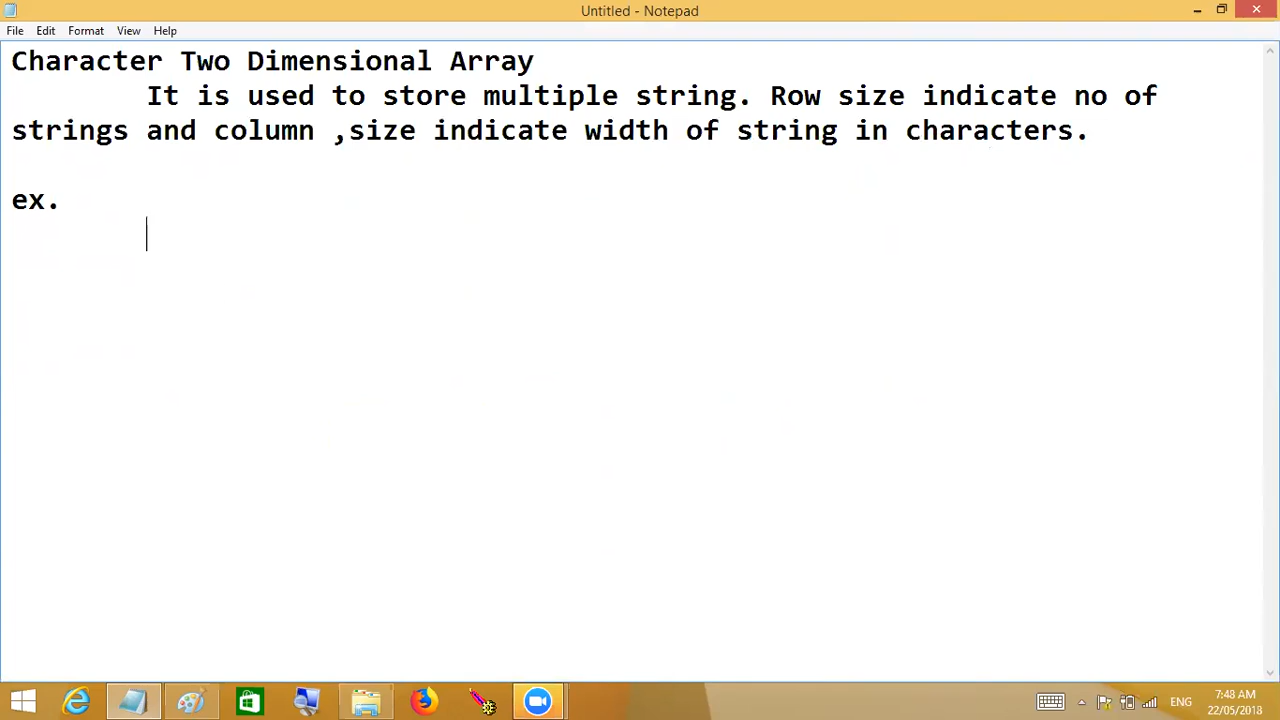 Untitled - Notepad
File Edit Format View Help
Character Two Dimensional Array
It is used to store multiple string. Row size indicate no of
strings and column ,size indicate width of string in characters.
ex.
ENG
7:48 AM
22/05/2018